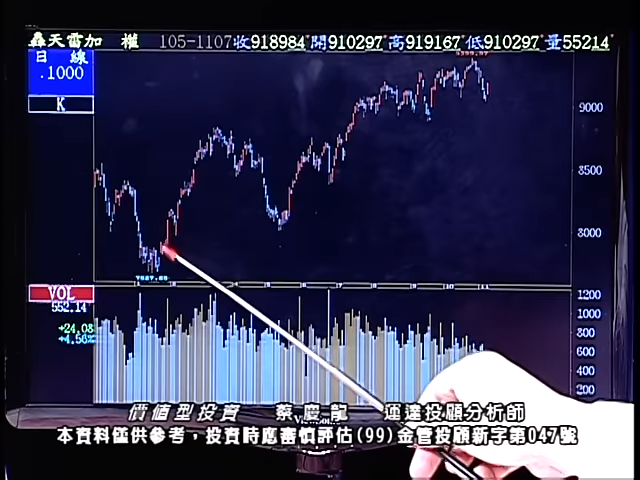 轟天雷加 權 105-1107收918984 開910297 高919167 低910297 量55214
日 線
.1000
K
9000
8500
8000
VOL
552.14
+24.08
+4.56%
1200
1000
800
600
400
200
價值型投資 蔡慶龍 運達投顧分析師
本資料僅供參考，投資時應審慎評估(99)金管投顧新字第047號